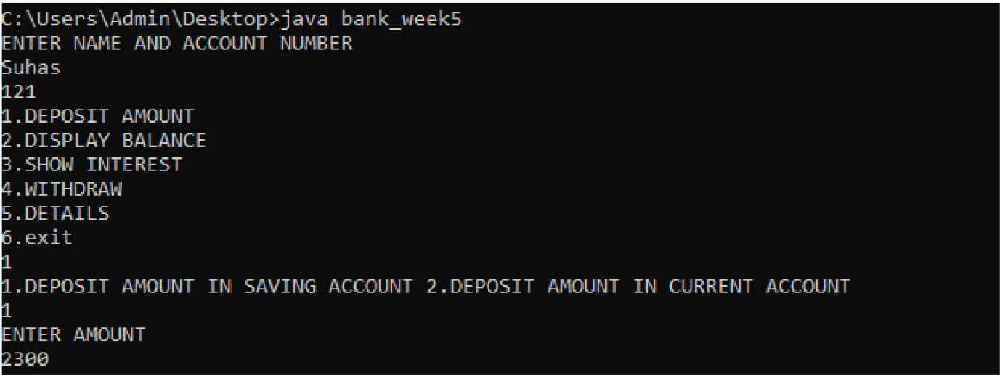 C:\Users\Admin\Desktop>java bank_week5
ENTER NAME AND ACCOUNT NUMBER
Suhas
121
1.DEPOSIT AMOUNT
2.DISPLAY BALANCE
3.SHOW INTEREST
4.WITHDRAW
5.DETAILS
6.exit
1
1.DEPOSIT AMOUNT IN SAVING ACCOUNT 2.DEPOSIT AMOUNT IN CURRENT ACCOUNT
1
ENTER AMOUNT
2300